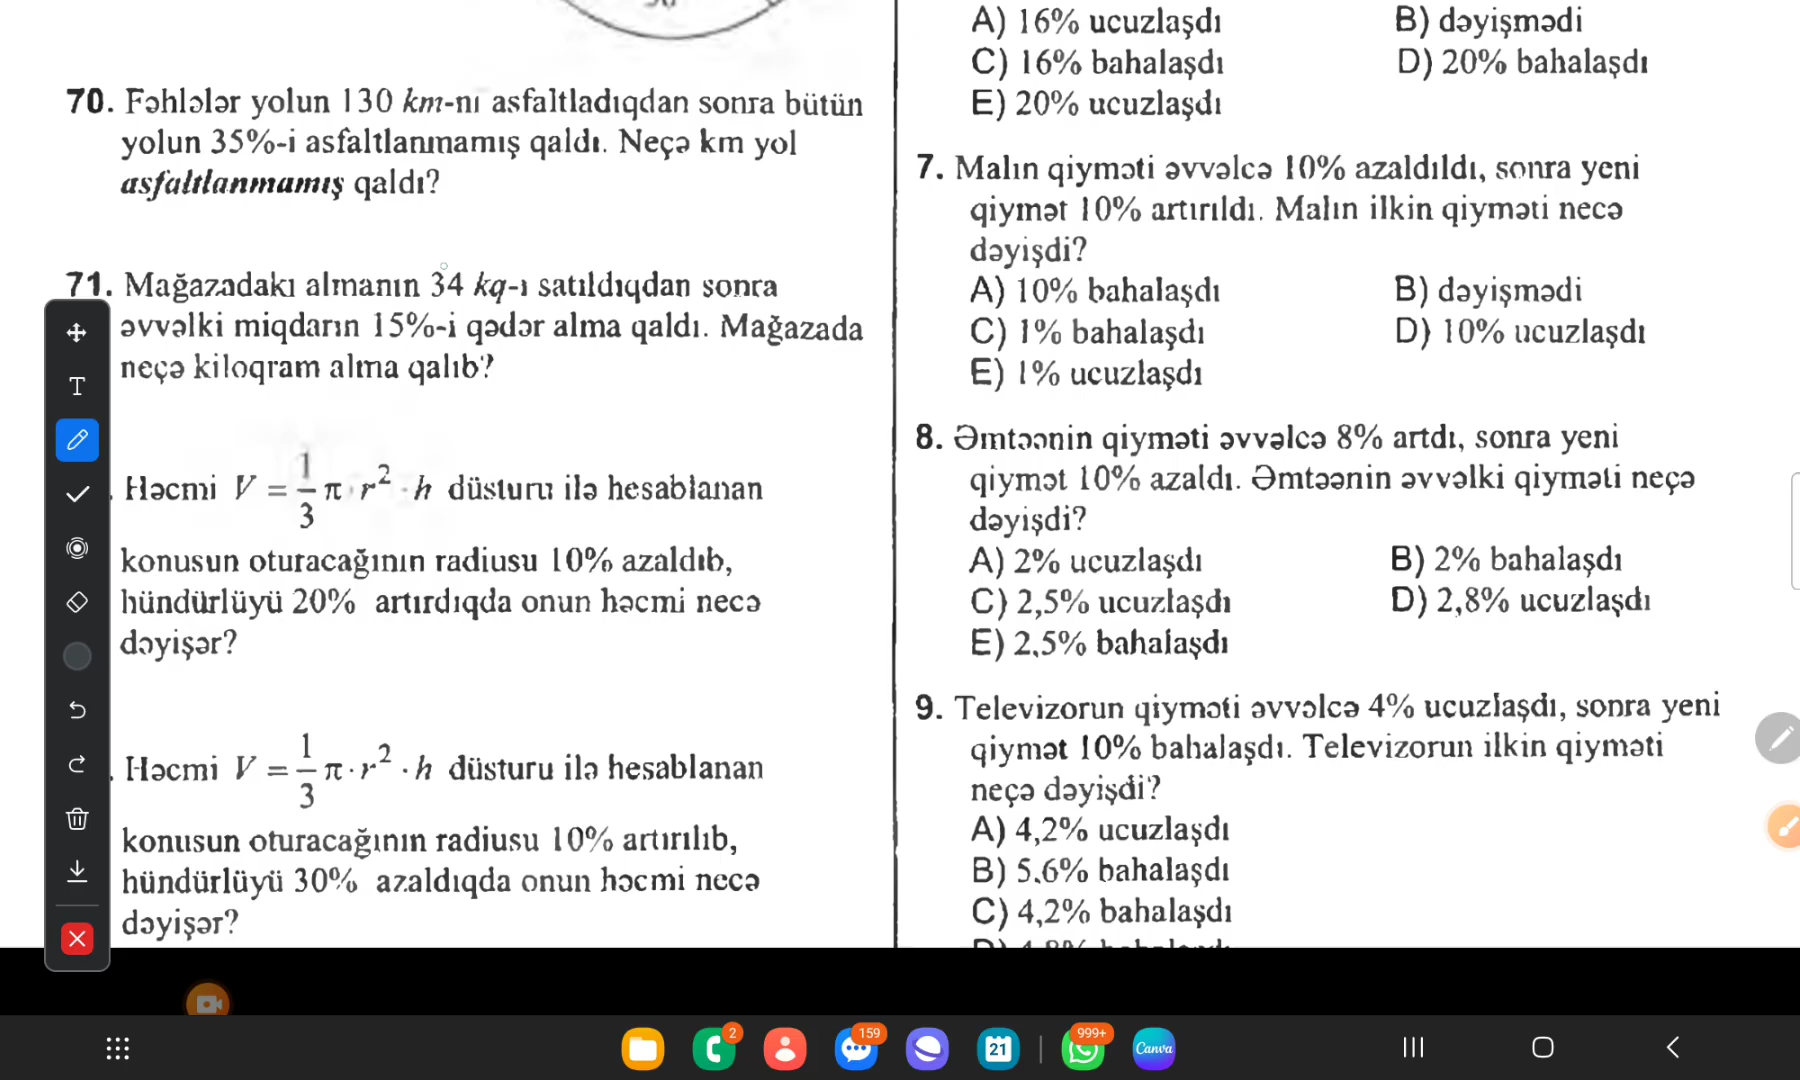 70. Fəhlələr yolun 130 km-ni asfaltladıqdan sonra bütün
yolun 35%-i asfaltlanmamış qaldı. Neçə km yol
asfaltlanmamış qaldı?
71. Mağazadakı almanın 34 kq-ı satıldıqdan sonra
əvvəlki miqdarın 15%-i qədər alma qaldı. Mağazada
neçə kiloqram alma qalıb?
. Həcmi V = 1/3 π · r² · h düsturu ilə hesablanan
konusun oturacağının radiusu 10% azaldıb,
hündürlüyü 20% artırdıqda onun həcmi necə
dəyişər?
. Həcmi V = 1/3 π · r² · h düsturu ilə hesablanan
konusun oturacağının radiusu 10% artırılıb,
hündürlüyü 30% azaldıqda onun həcmi necə
dəyişər?
A) 16% ucuzlaşdı B) dəyişmədi
C) 16% bahalaşdı D) 20% bahalaşdı
E) 20% ucuzlaşdı
7. Malın qiyməti əvvəlcə 10% azaldıldı, sonra yeni
qiymət 10% artırıldı. Malın ilkin qiyməti necə
dəyişdi?
A) 10% bahalaşdı B) dəyişmədi
C) 1% bahalaşdı D) 10% ucuzlaşdı
E) 1% ucuzlaşdı
8. Əmtəənin qiyməti əvvəlcə 8% artdı, sonra yeni
qiymət 10% azaldı. Əmtəənin əvvəlki qiyməti neçə
dəyişdi?
A) 2% ucuzlaşdı B) 2% bahalaşdı
C) 2,5% ucuzlaşdı D) 2,8% ucuzlaşdı
E) 2,5% bahalaşdı
9. Televizorun qiyməti əvvəlcə 4% ucuzlaşdı, sonra yeni
qiymət 10% bahalaşdı. Televizorun ilkin qiyməti
neçə dəyişdi?
A) 4,2% ucuzlaşdı
B) 5,6% bahalaşdı
C) 4,2% bahalaşdı
T
2
159
21
999+
Canva